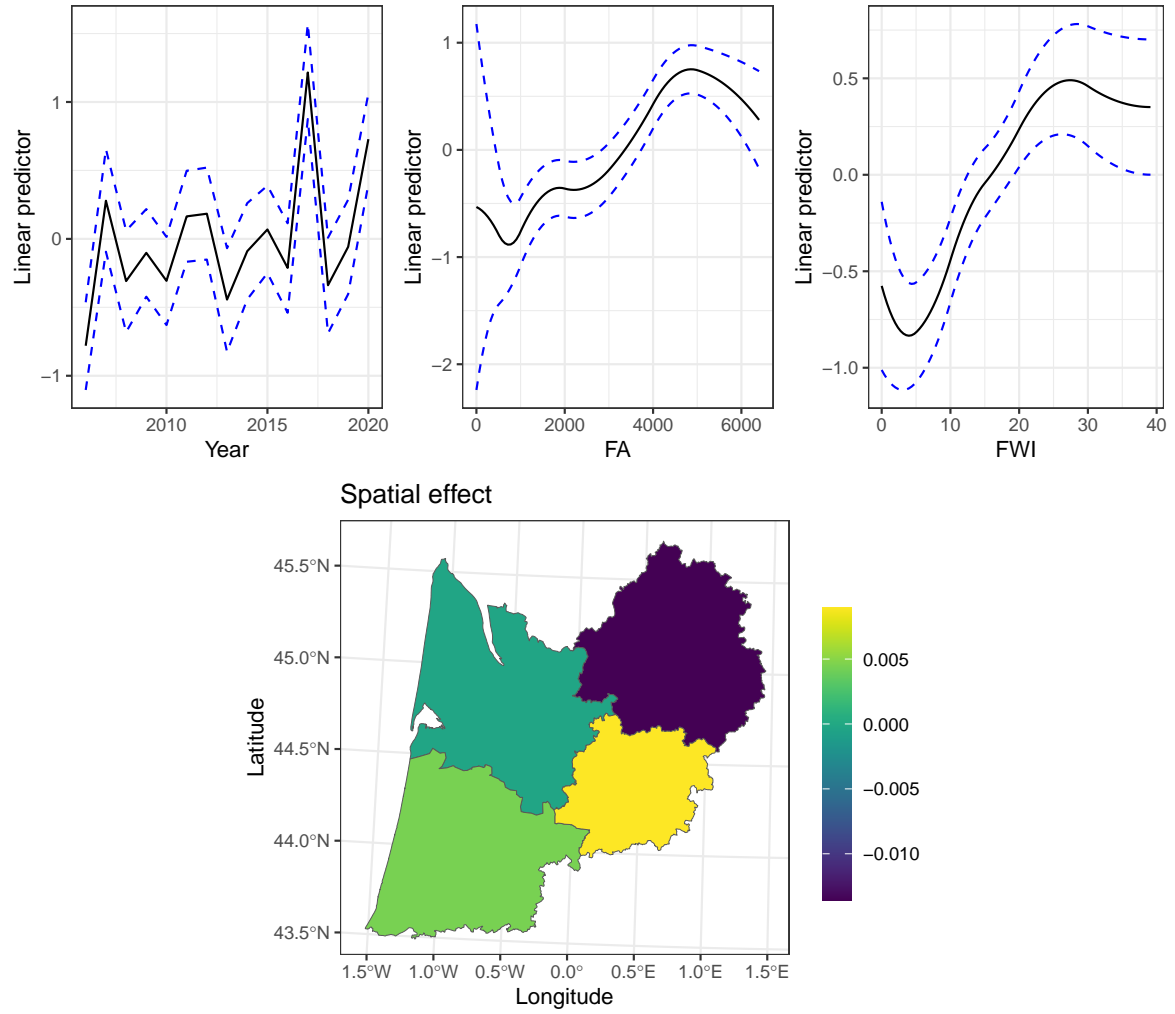 Linear predictor
1
0
−1
2010
2015
2020
Year
Linear predictor
1
0
−1
−2
0
2000
4000
6000
FA
Linear predictor
0.5
0.0
−0.5
−1.0
0
10
20
30
40
FWI
Spatial effect
Latitude
45.5°N
45.0°N
44.5°N
44.0°N
43.5°N
1.5°W
1.0°W
0.5°W
0.0°
0.5°E
1.0°E
1.5°E
Longitude
0.005
0.000
−0.005
−0.010